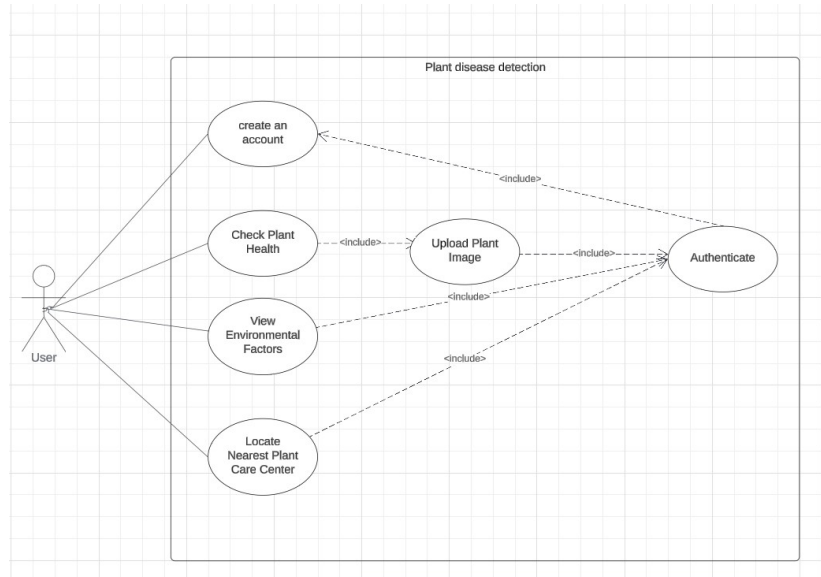 Plant disease detection
create an
account
<include>
Check Plant
Health
<include>
Upload Plant
Image
<include>
Authenticate
<include>
View
Environmental
Factors
User
<include>
Locate
Nearest Plant
Care Center